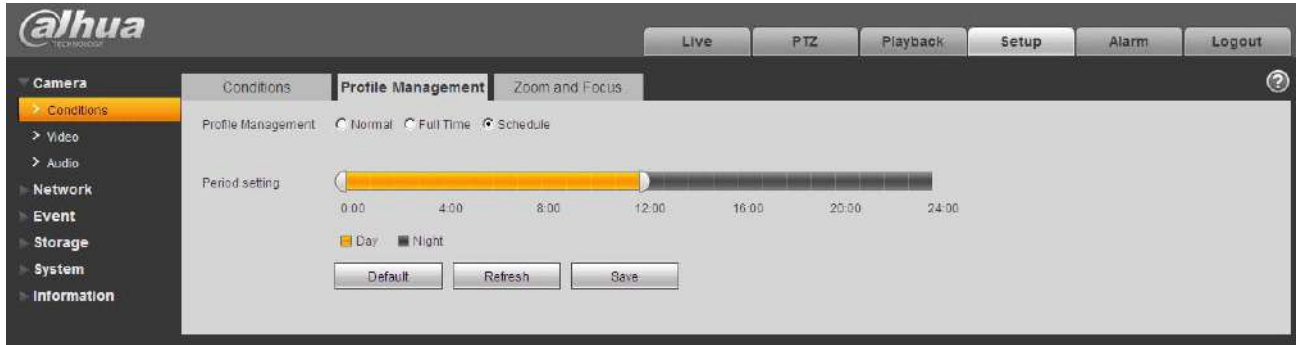 alhua
TECHNOLOGY
Live PTZ Playback Setup Alarm Logout
Camera
Conditions Profile Management Zoom and Focus ?
> Conditions
Profile Management Normal Full Time Schedule
> Video
> Audio
Period setting
Network
0:00 4:00 8:00 12:00 16:00 20:00 24:00
Event
Storage
Day Night
System
Default Refresh Save
Information